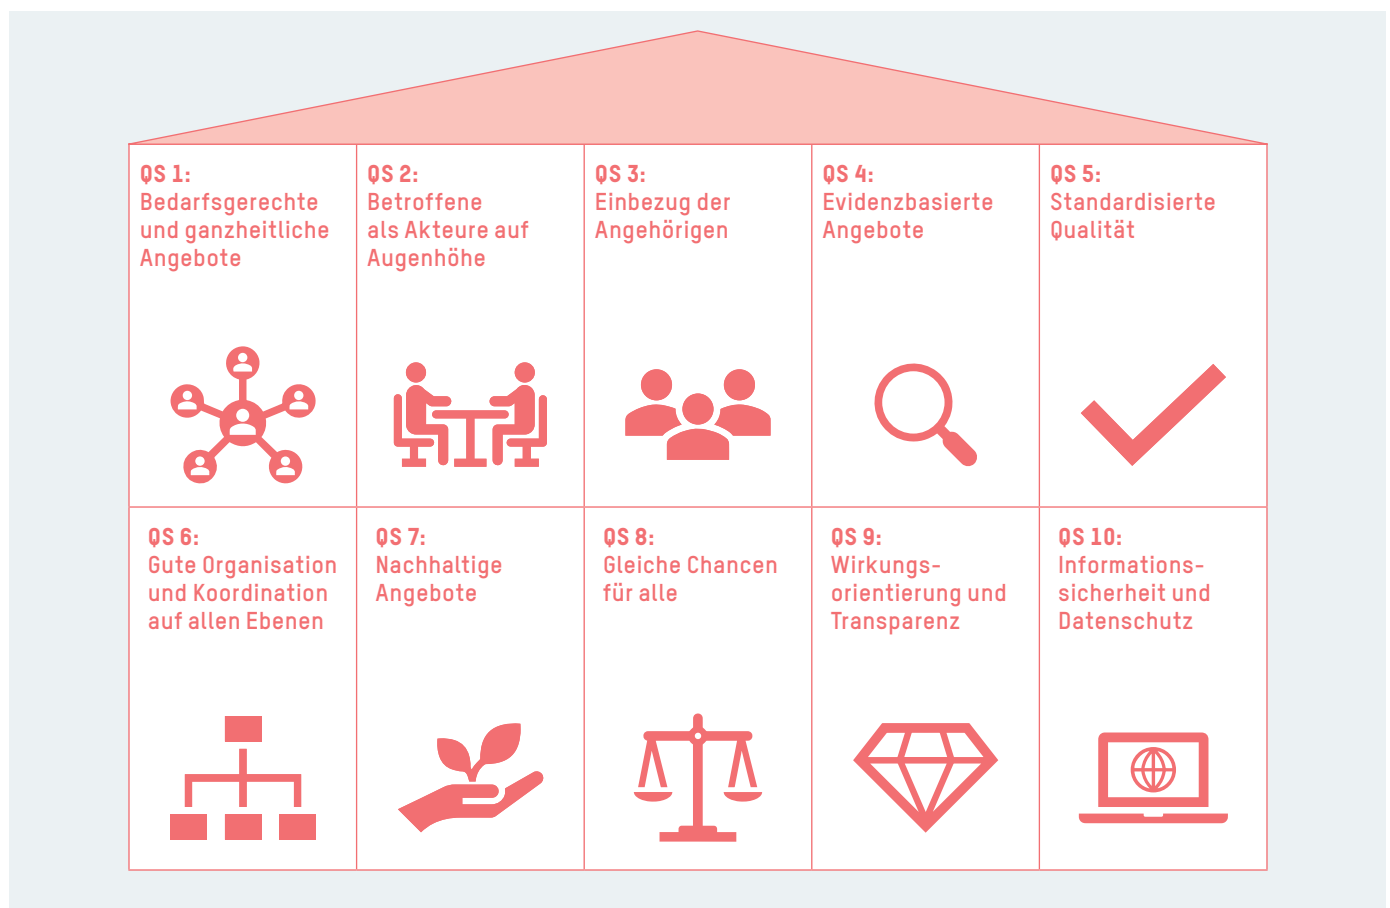 QS 1:
Bedarfsgerechte
und ganzheitliche
Angebote
QS 2:
Betroffene
als Akteure auf
Augenhöhe
QS 3:
Einbezug der
Angehörigen
QS 4:
Evidenzbasierte
Angebote
QS 5:
Standardisierte
Qualität
QS 6:
Gute Organisation
und Koordination
auf allen Ebenen
QS 7:
Nachhaltige
Angebote
QS 8:
Gleiche Chancen
für alle
QS 9:
Wirkungs-
orientierung und
Transparenz
QS 10:
Informations-
sicherheit und
Datenschutz